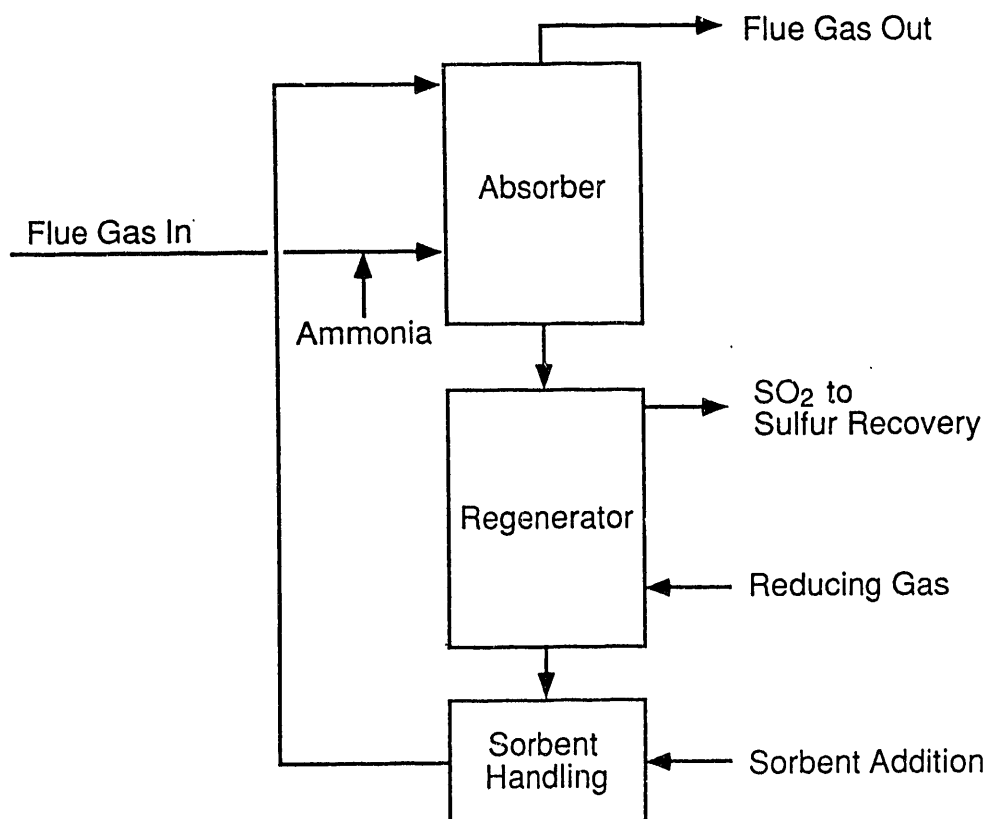 Flue Gas Out
Absorber
Flue Gas In
Ammonia
SO₂ to
Sulfur Recovery
Regenerator
Reducing Gas
Sorbent
Handling
Sorbent Addition